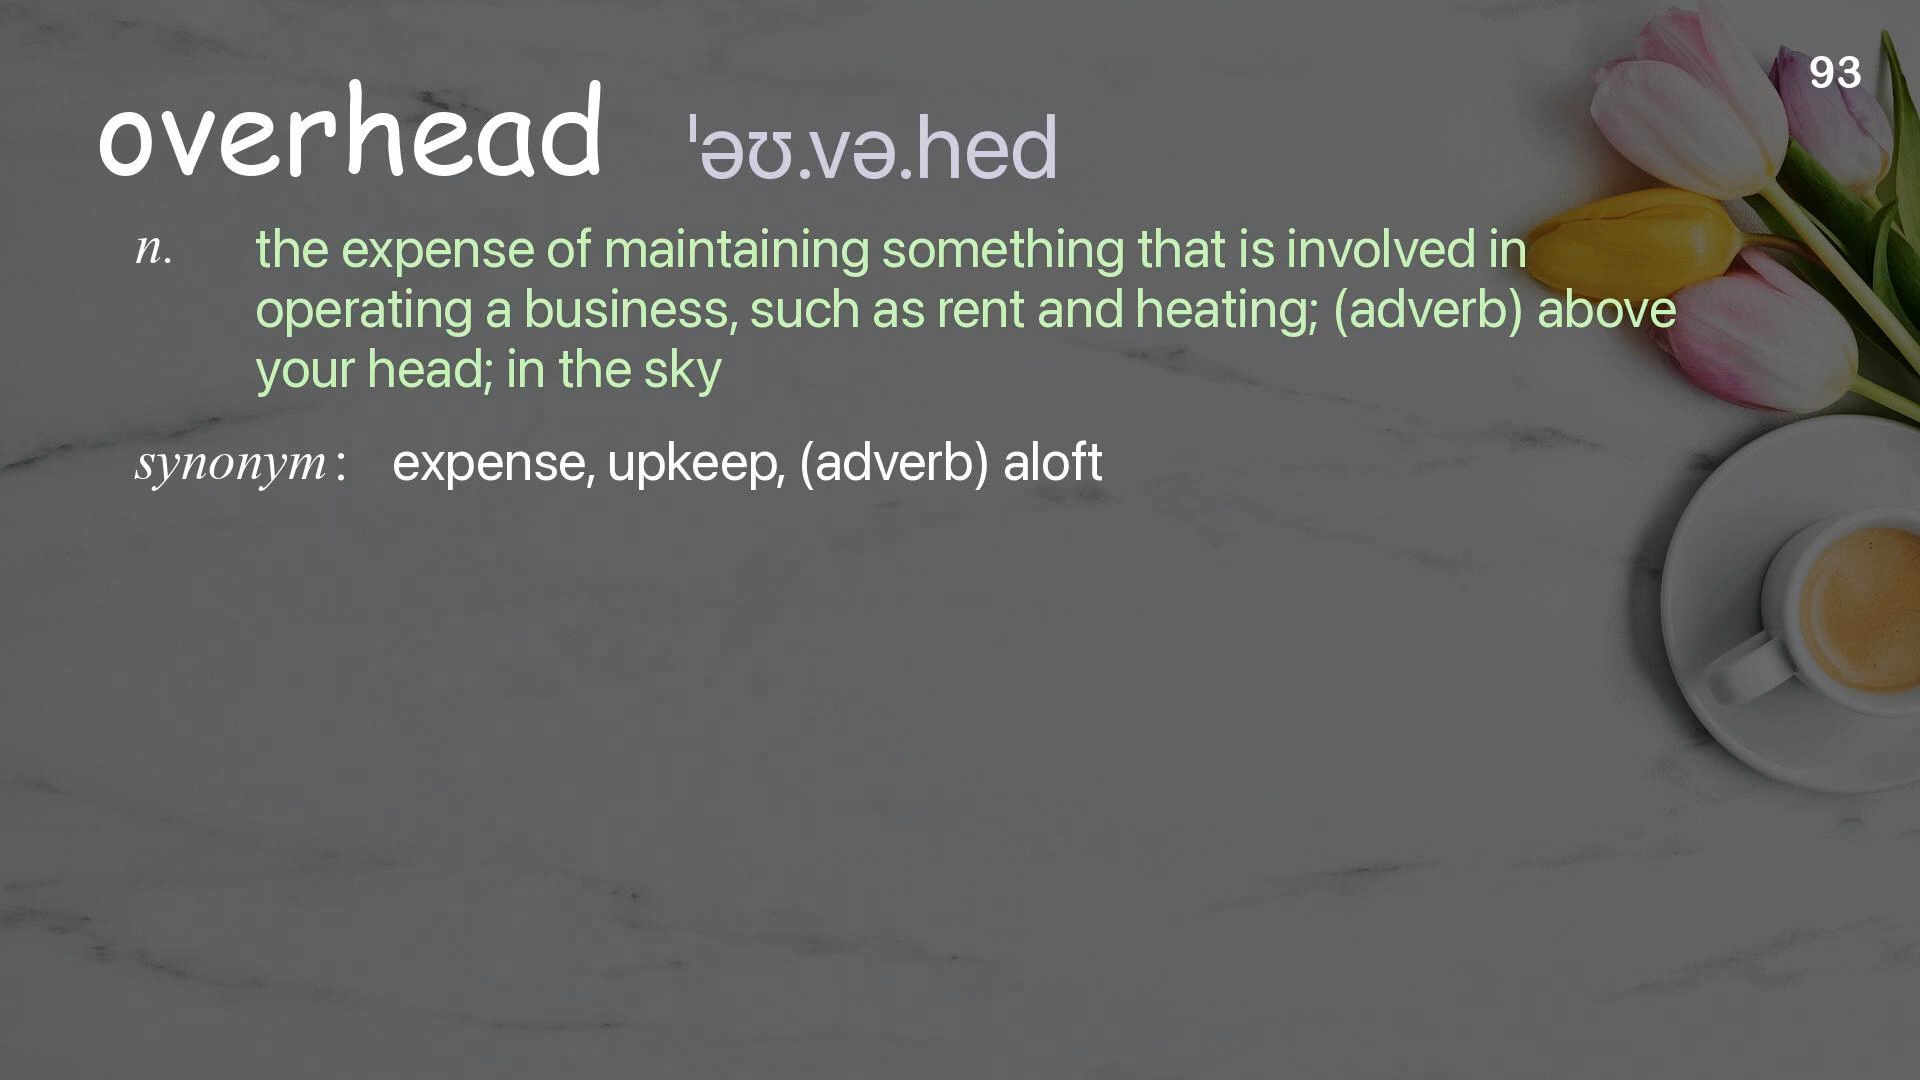 93
overhead ˈəʊ.və.hed
n. the expense of maintaining something that is involved in
operating a business, such as rent and heating; (adverb) above
your head; in the sky
synonym: expense, upkeep, (adverb) aloft